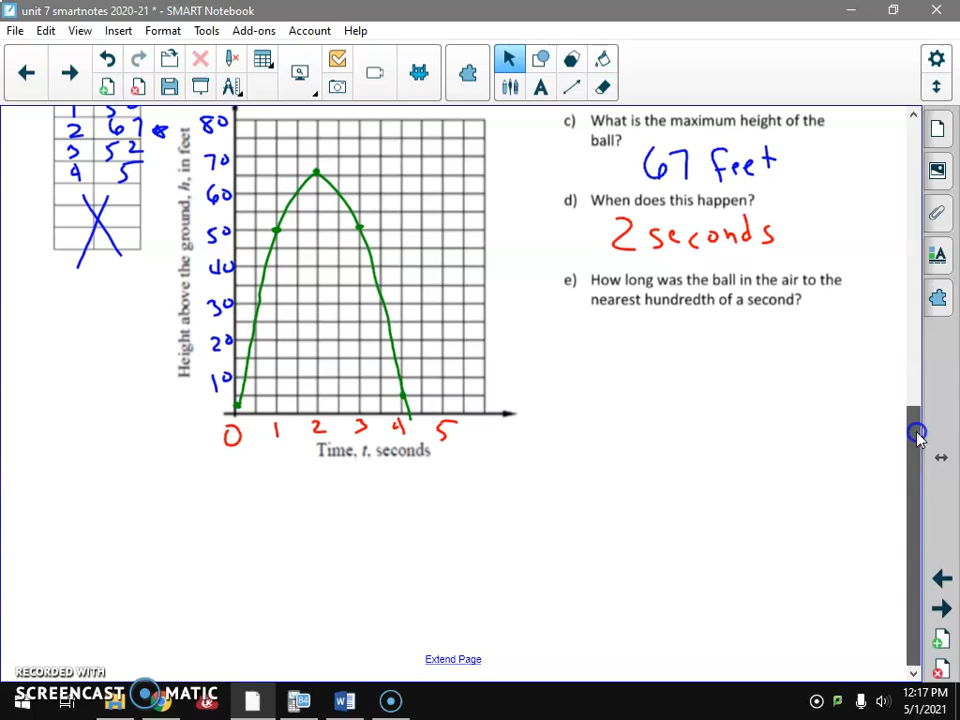 unit 7 smartnotes 2020-21 * - SMART Notebook
File Edit View Insert Format Tools Add-ons Account Help
2 67
3 52
4 5
80
70
60
50
40
30
20
10
Height above the ground, h, in feet
0 1 2 3 4 5
Time, t, seconds
c) What is the maximum height of the
ball?
67 feet
d) When does this happen?
2 seconds
e) How long was the ball in the air to the
nearest hundredth of a second?
Extend Page
RECORDED WITH
SCREENCAST MATIC
84
12:17 PM
5/1/2021